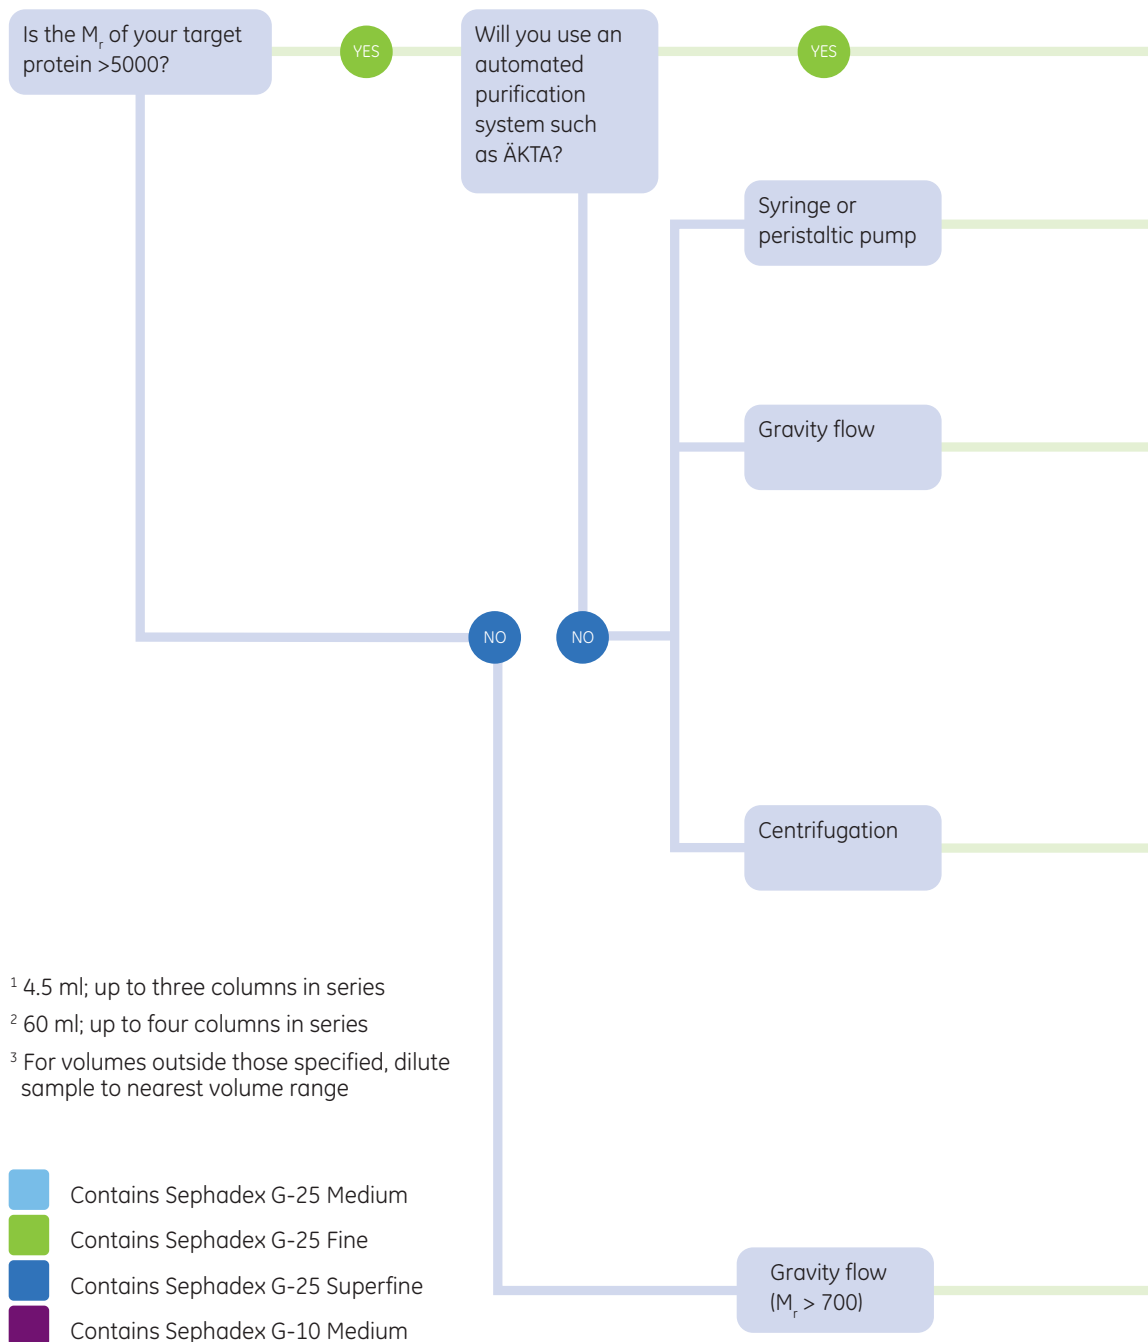 Is the Mr of your target
protein >5000?
YES
Will you use an
automated
purification
system such
as ÄKTA?
YES
Syringe or
peristaltic pump
Gravity flow
NO
NO
Centrifugation
1 4.5 ml; up to three columns in series
2 60 ml; up to four columns in series
3 For volumes outside those specified, dilute
sample to nearest volume range
Contains Sephadex G-25 Medium
Contains Sephadex G-25 Fine
Contains Sephadex G-25 Superfine
Contains Sephadex G-10 Medium
Gravity flow
(Mr > 700)